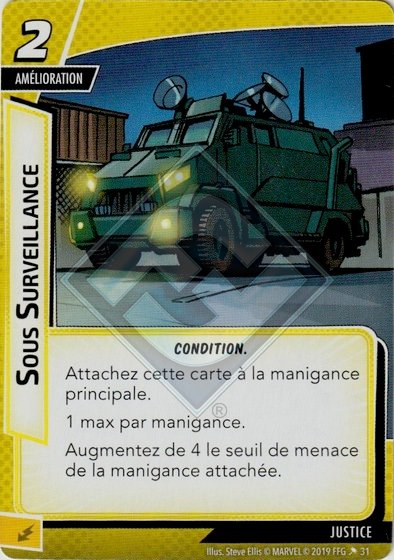 2
AMÉLIORATION
SOUS SURVEILLANCE
CONDITION.
Attachez cette carte à la manigance
principale.
1 max par manigance.
Augmentez de 4 le seuil de menace
de la manigance attachée.
JUSTICE
Illus. Steve Ellis © MARVEL © 2019 FFG 31